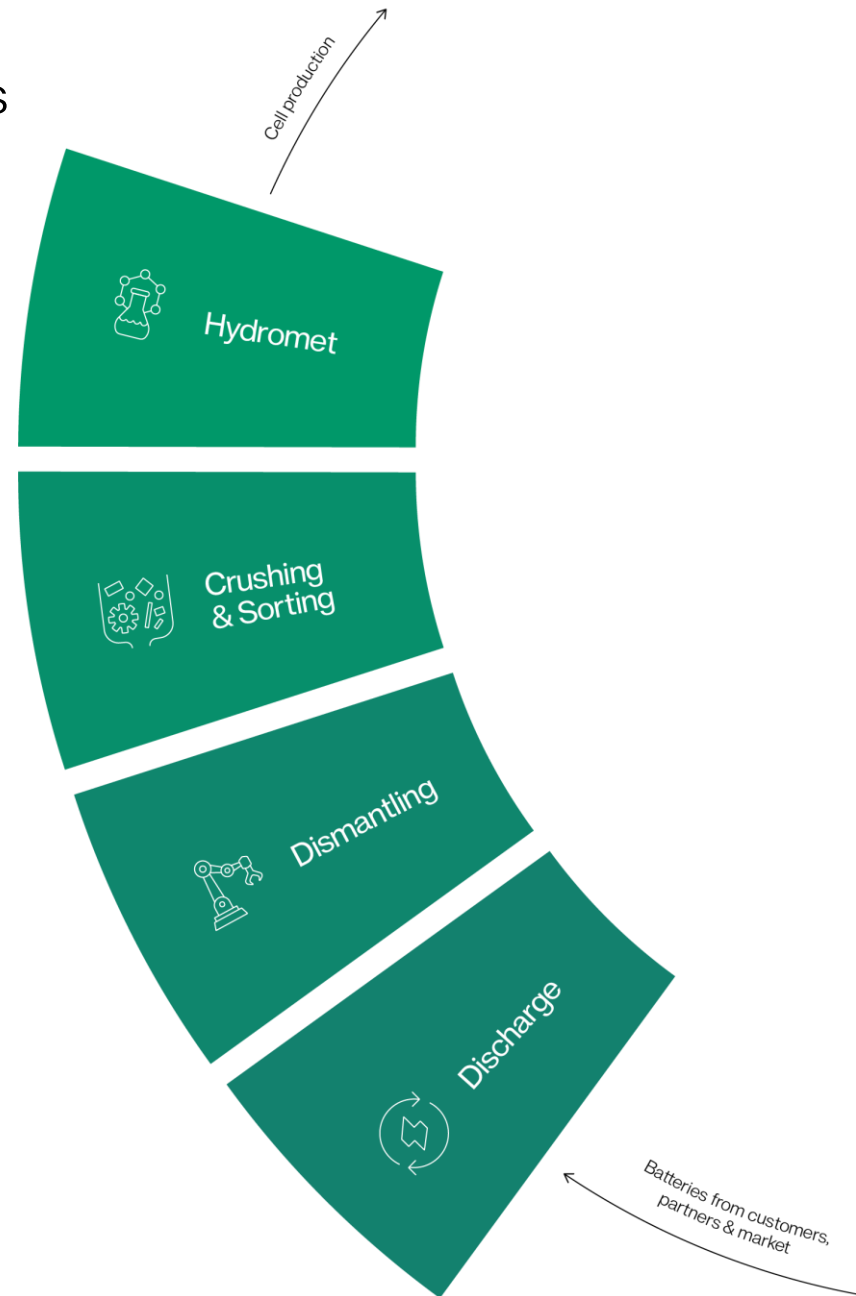 s
Cell production
Hydromet
Crushing
& Sorting
Dismantling
Discharge
Batteries from customers,
partners & market